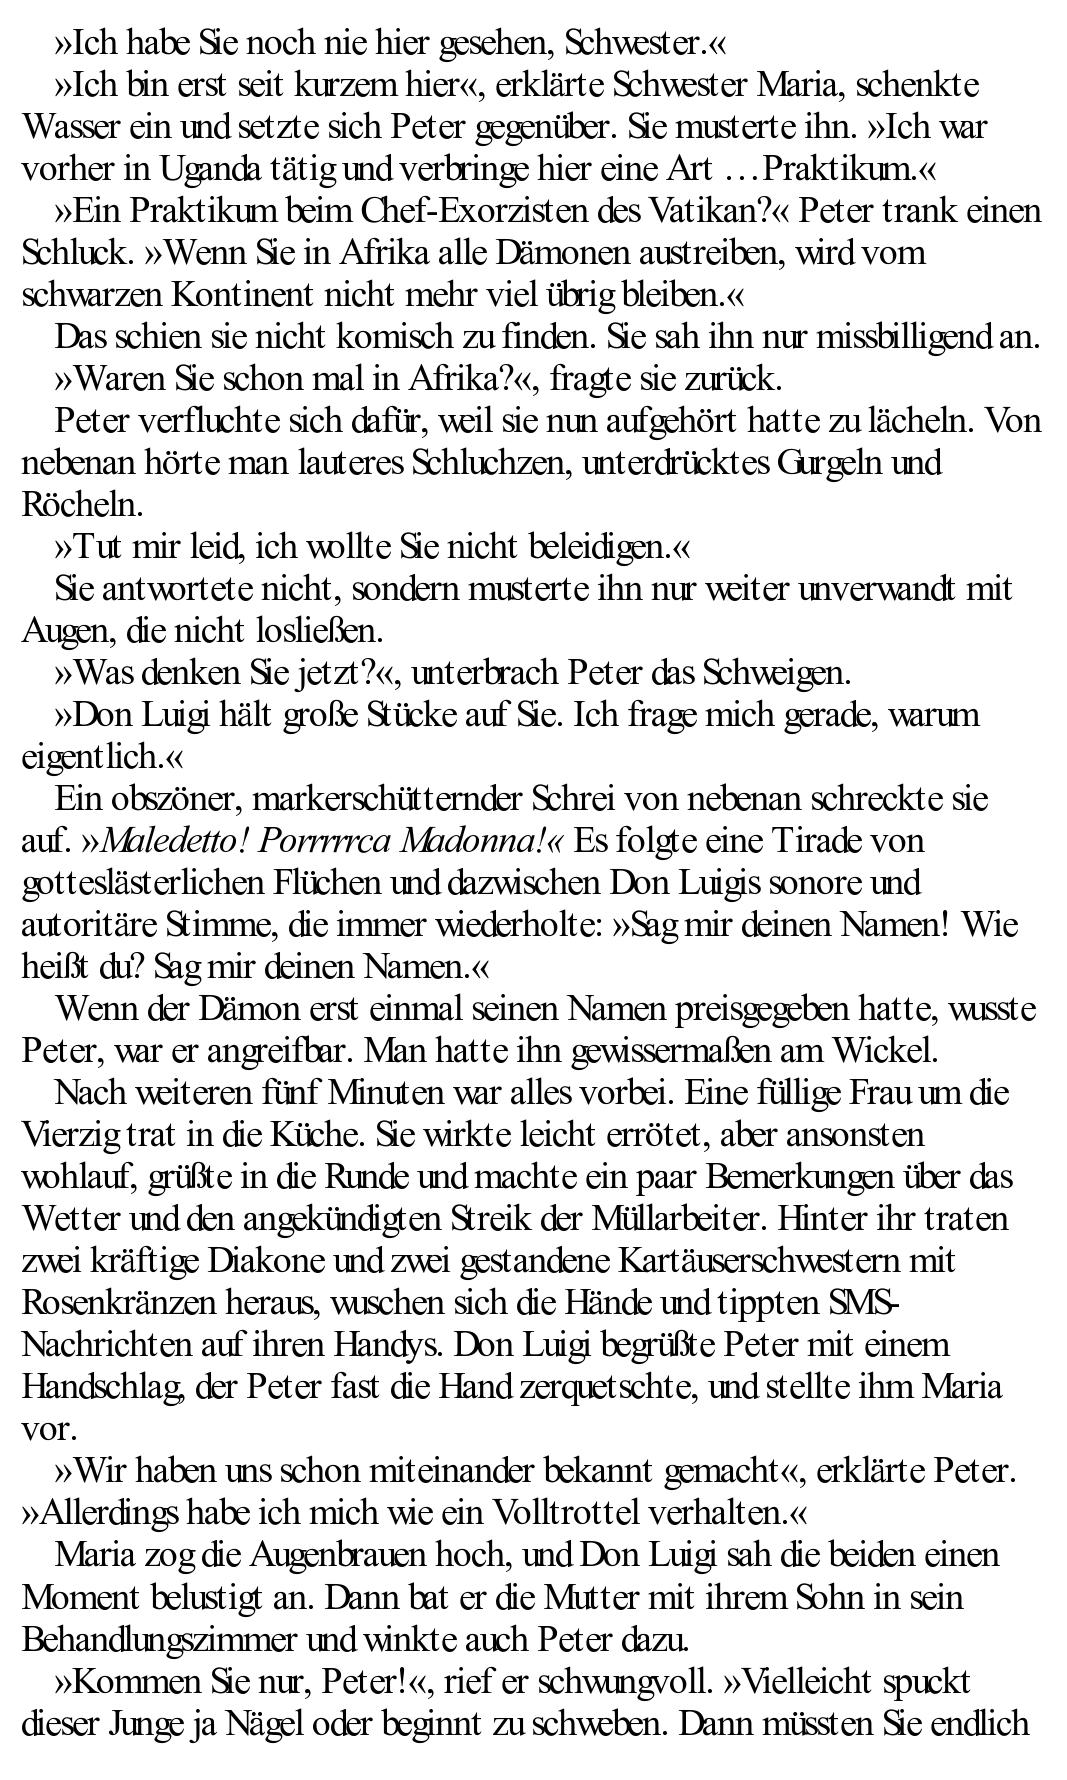 »Ich habe Sie noch nie hier gesehen, Schwester.«
»Ich bin erst seit kurzem hier«, erklärte Schwester Maria, schenkte
Wasser ein und setzte sich Peter gegenüber. Sie musterte ihn. »Ich war
vorher in Uganda tätig und verbringe hier eine Art … Praktikum.«
»Ein Praktikum beim Chef-Exorzisten des Vatikan?« Peter trank einen
Schluck. »Wenn Sie in Afrika alle Dämonen austreiben, wird vom
schwarzen Kontinent nicht mehr viel übrig bleiben.«
Das schien sie nicht komisch zu finden. Sie sah ihn nur missbilligend an.
»Waren Sie schon mal in Afrika?«, fragte sie zurück.
Peter verfluchte sich dafür, weil sie nun aufgehört hatte zu lächeln. Von
nebenan hörte man lauteres Schluchzen, unterdrücktes Gurgeln und
Röcheln.
»Tut mir leid, ich wollte Sie nicht beleidigen.«
Sie antwortete nicht, sondern musterte ihn nur weiter unverwandt mit
Augen, die nicht losließen.
»Was denken Sie jetzt?«, unterbrach Peter das Schweigen.
»Don Luigi hält große Stücke auf Sie. Ich frage mich gerade, warum
eigentlich.«
Ein obszöner, markerschütternder Schrei von nebenan schreckte sie
auf. »Maledetto! Porrrrrca Madonna!« Es folgte eine Tirade von
gotteslästerlichen Flüchen und dazwischen Don Luigis sonore und
autoritäre Stimme, die immer wiederholte: »Sag mir deinen Namen! Wie
heißt du? Sag mir deinen Namen.«
Wenn der Dämon erst einmal seinen Namen preisgegeben hatte, wusste
Peter, war er angreifbar. Man hatte ihn gewissermaßen am Wickel.
Nach weiteren fünf Minuten war alles vorbei. Eine füllige Frau um die
Vierzig trat in die Küche. Sie wirkte leicht errötet, aber ansonsten
wohlauf, grüßte in die Runde und machte ein paar Bemerkungen über das
Wetter und den angekündigten Streik der Müllarbeiter. Hinter ihr traten
zwei kräftige Diakone und zwei gestandene Kartäuserschwestern mit
Rosenkränzen heraus, wuschen sich die Hände und tippten SMS-
Nachrichten auf ihren Handys. Don Luigi begrüßte Peter mit einem
Handschlag, der Peter fast die Hand zerquetschte, und stellte ihm Maria
vor.
»Wir haben uns schon miteinander bekannt gemacht«, erklärte Peter.
»Allerdings habe ich mich wie ein Volltrottel verhalten.«
Maria zog die Augenbrauen hoch, und Don Luigi sah die beiden einen
Moment belustigt an. Dann bat er die Mutter mit ihrem Sohn in sein
Behandlungszimmer und winkte auch Peter dazu.
»Kommen Sie nur, Peter!«, rief er schwungvoll. »Vielleicht spuckt
dieser Junge ja Nägel oder beginnt zu schweben. Dann müssten Sie endlich